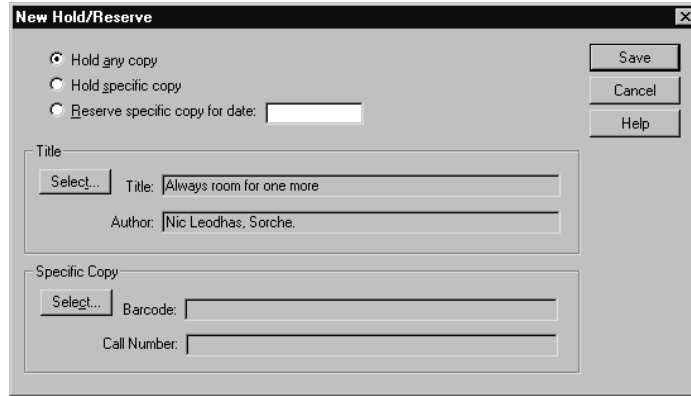 New Hold/Reserve
Hold any copy
Hold specific copy
Reserve specific copy for date:
Save
Cancel
Help
Title
Select... Title: Always room for one more
Author: Nic Leodhas, Sorche.
Specific Copy
Select... Barcode:
Call Number: